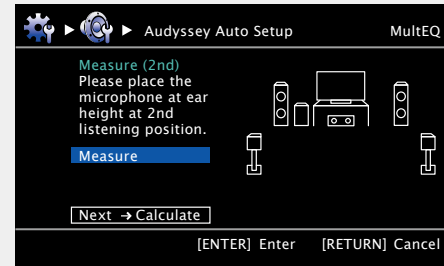 ▶ ▶ Audyssey Auto Setup MultEQ
Measure (2nd)
Please place the
microphone at ear
height at 2nd
listening position.
Measure
Next → Calculate
[ENTER] Enter [RETURN] Cancel